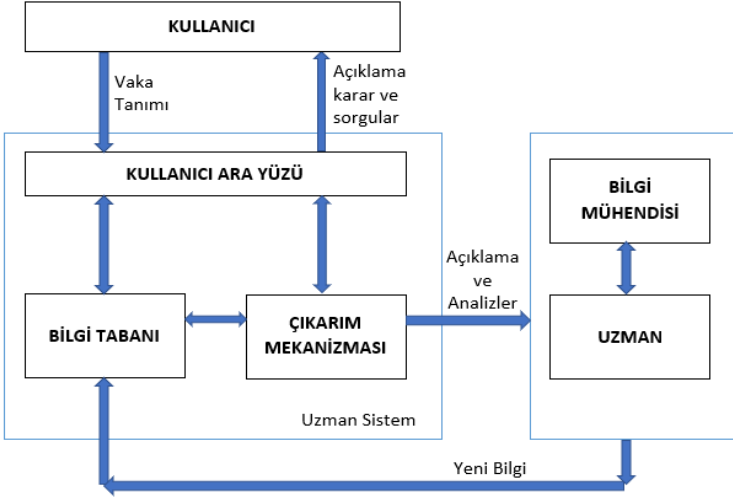 KULLANICI
Vaka
Tanımı
Açıklama
karar ve
sorgular
KULLANICI ARA YÜZÜ
BİLGİ
MÜHENDİSİ
Açıklama
ve
Analizler
BİLGİ TABANI
ÇIKARIM
MEKANİZMASI
UZMAN
Uzman Sistem
Yeni Bilgi